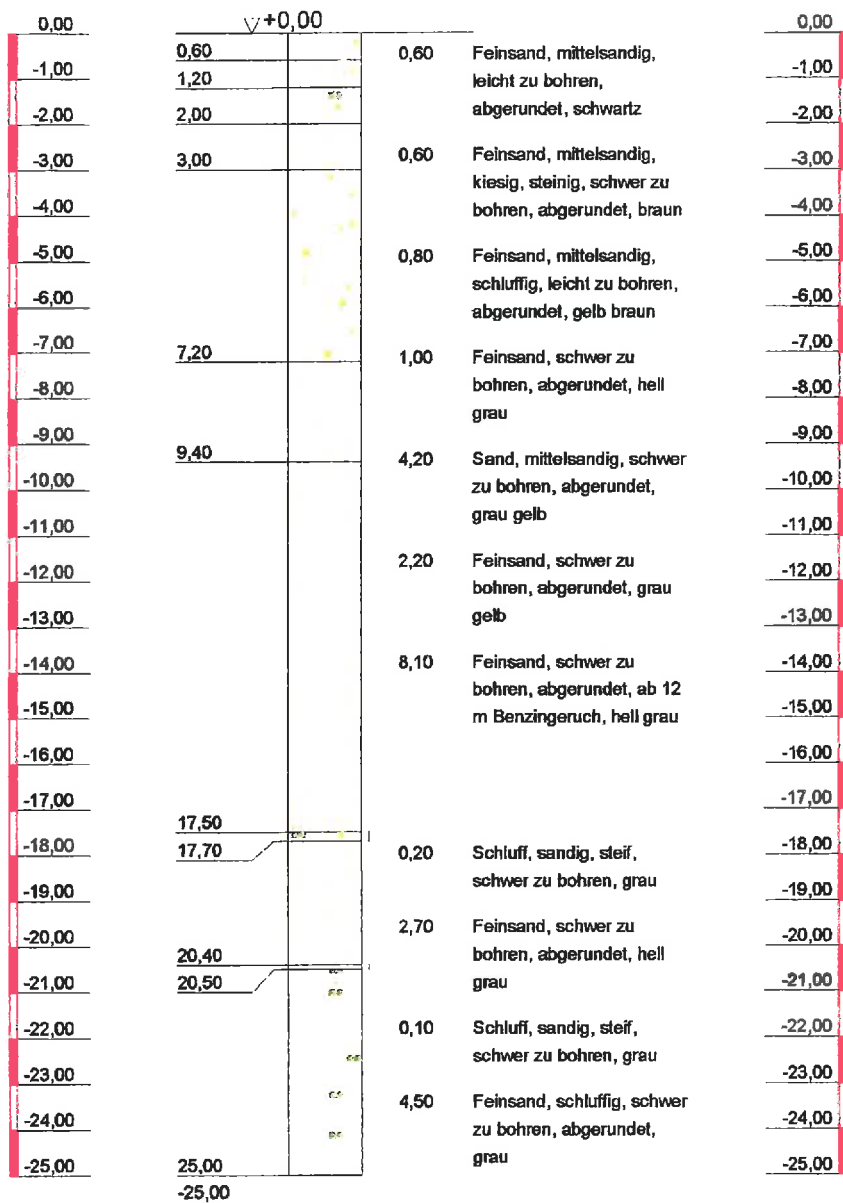 0,00
-1,00
-2,00
-3,00
-4,00
-5,00
-6,00
-7,00
-8,00
-9,00
-10,00
-11,00
-12,00
-13,00
-14,00
-15,00
-16,00
-17,00
-18,00
-19,00
-20,00
-21,00
-22,00
-23,00
-24,00
-25,00
+0,00
0,60
1,20
2,00
3,00
7,20
9,40
17,50
17,70
20,40
20,50
25,00
-25,00
0,60 Feinsand, mittelsandig,
leicht zu bohren,
abgerundet, schwartz
0,60 Feinsand, mittelsandig,
kiesig, steinig, schwer zu
bohren, abgerundet, braun
0,80 Feinsand, mittelsandig,
schluffig, leicht zu bohren,
abgerundet, gelb braun
1,00 Feinsand, schwer zu
bohren, abgerundet, hell
grau
4,20 Sand, mittelsandig, schwer
zu bohren, abgerundet,
grau gelb
2,20 Feinsand, schwer zu
bohren, abgerundet, grau
gelb
8,10 Feinsand, schwer zu
bohren, abgerundet, ab 12
m Benzingeruch, hell grau
0,20 Schluff, sandig, steif,
schwer zu bohren, grau
2,70 Feinsand, schwer zu
bohren, abgerundet, hell
grau
0,10 Schluff, sandig, steif,
schwer zu bohren, grau
4,50 Feinsand, schluffig, schwer
zu bohren, abgerundet,
grau
0,00
-1,00
-2,00
-3,00
-4,00
-5,00
-6,00
-7,00
-8,00
-9,00
-10,00
-11,00
-12,00
-13,00
-14,00
-15,00
-16,00
-17,00
-18,00
-19,00
-20,00
-21,00
-22,00
-23,00
-24,00
-25,00